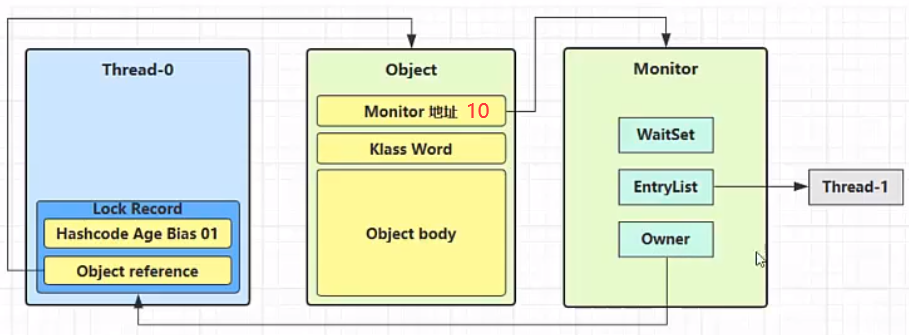 Thread-0
Lock Record
Hashcode Age Bias 01
Object reference
Object
Monitor 地址 10
Klass Word
Object body
Monitor
WaitSet
EntryList
Owner
Thread-1